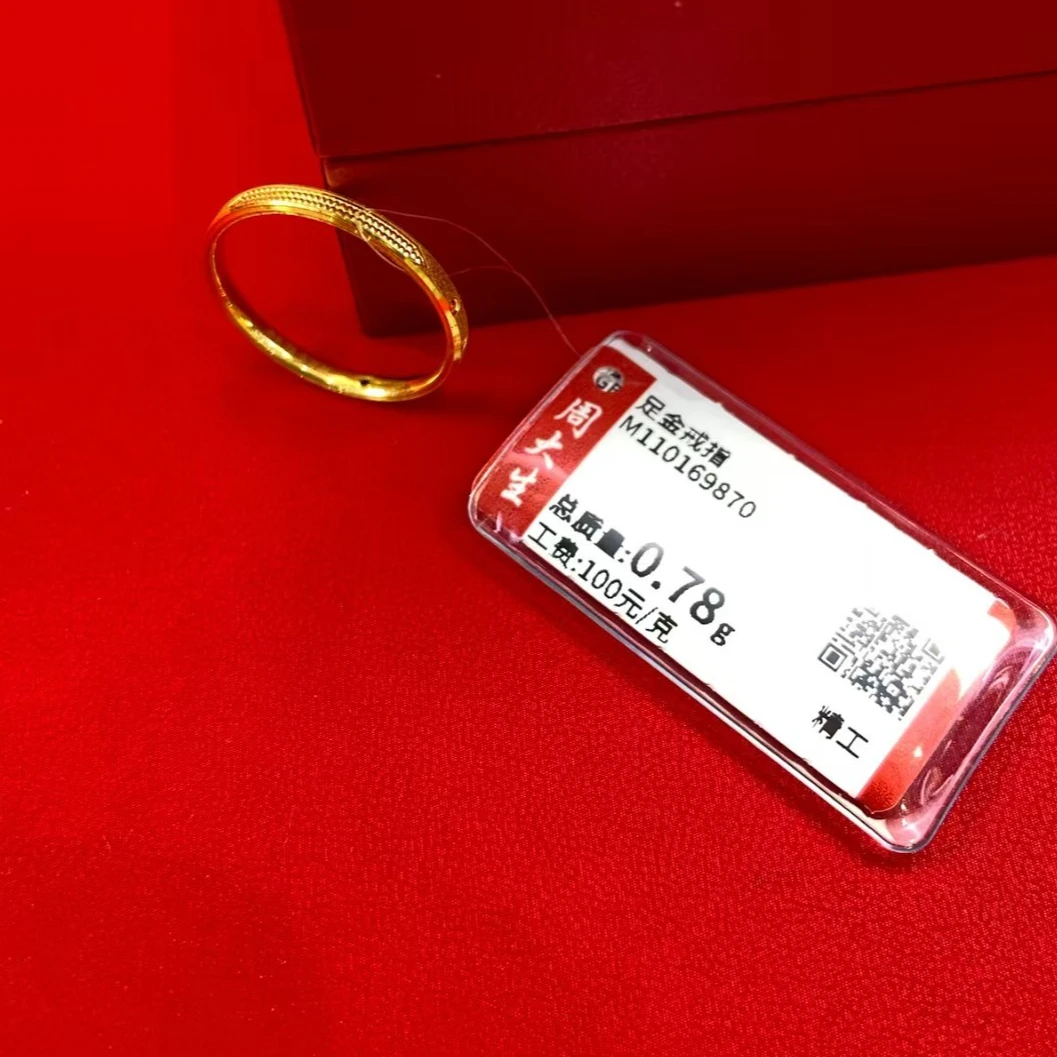 周大生
足金戒指
M110169870
总质量:0.78g
工费:100元/克
精工